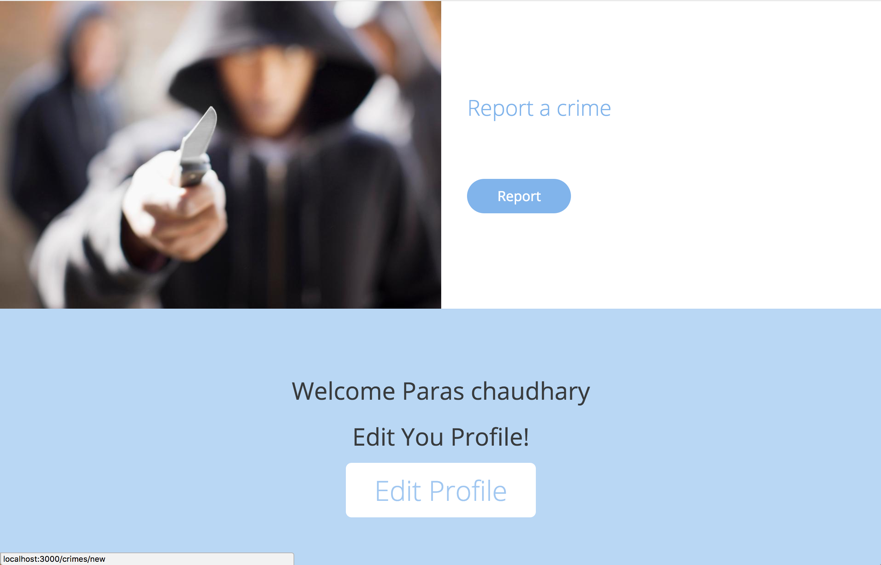 Report a crime
Report
Welcome Paras chaudhary
Edit You Profile!
Edit Profile
localhost:3000/crimes/new